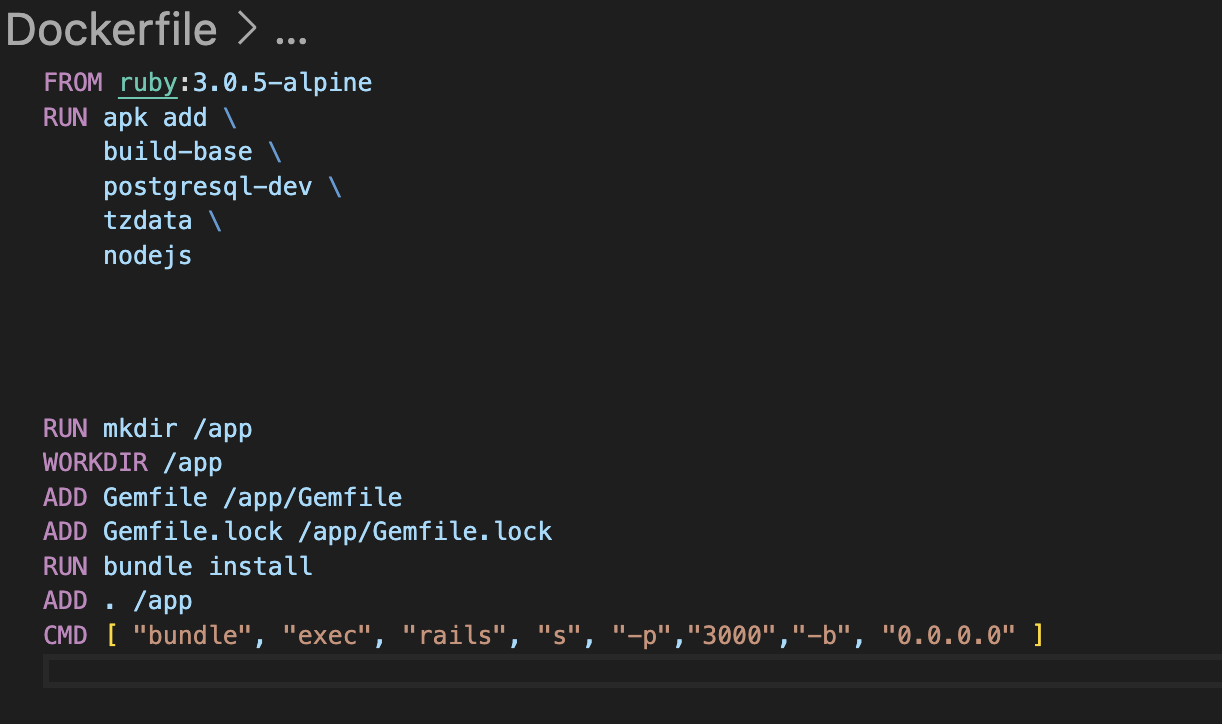 Dockerfile > ...
FROM ruby:3.0.5-alpine
RUN apk add \
    build-base \
    postgresql-dev \
    tzdata \
    nodejs
RUN mkdir /app
WORKDIR /app
ADD Gemfile /app/Gemfile
ADD Gemfile.lock /app/Gemfile.lock
RUN bundle install
ADD . /app
CMD [ "bundle", "exec", "rails", "s", "-p","3000","-b", "0.0.0.0" ]